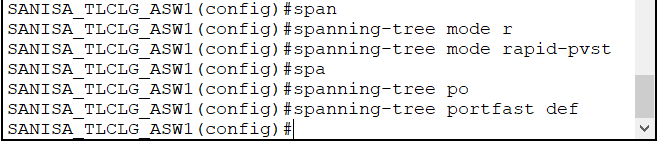 SANISA_TLCLG_ASW1(config)#span
SANISA_TLCLG_ASW1(config)#spanning-tree mode r
SANISA_TLCLG_ASW1(config)#spanning-tree mode rapid-pvst
SANISA_TLCLG_ASW1(config)#spa
SANISA_TLCLG_ASW1(config)#spanning-tree po
SANISA_TLCLG_ASW1(config)#spanning-tree portfast def
SANISA_TLCLG_ASW1(config)#